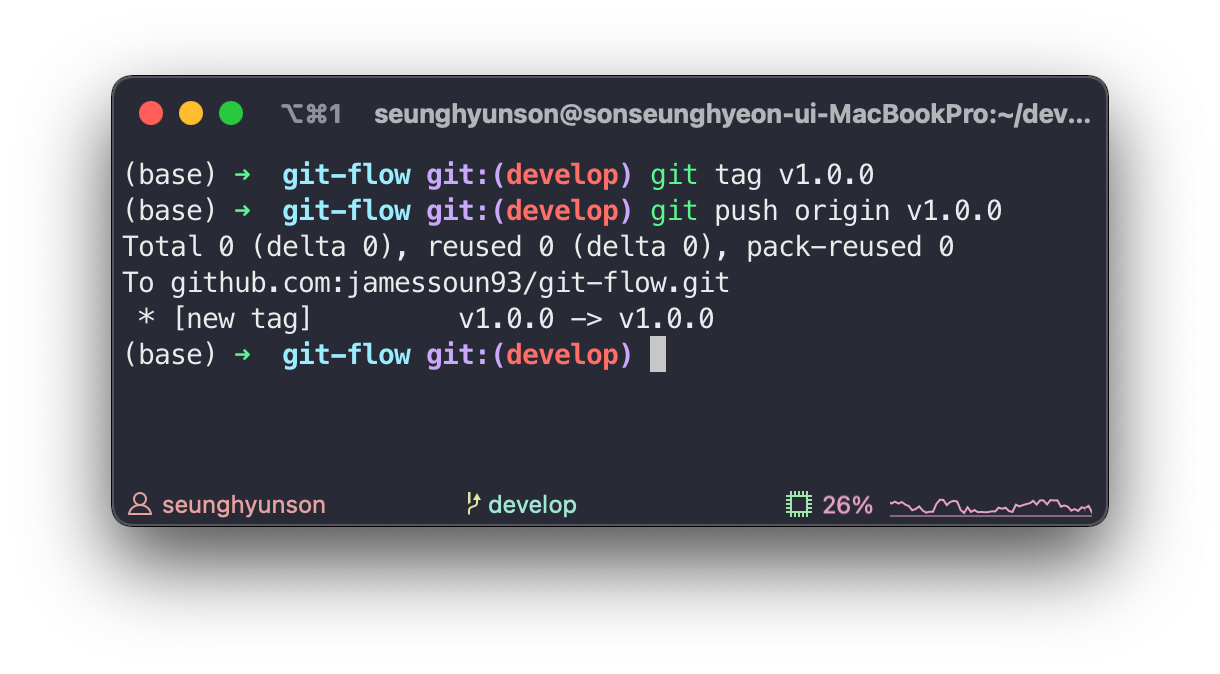 ⌥⌘1 seunghyunson@sonseunghyeon-ui-MacBookPro:~/dev...
(base) ➜  git-flow git:(develop) git tag v1.0.0
(base) ➜  git-flow git:(develop) git push origin v1.0.0
Total 0 (delta 0), reused 0 (delta 0), pack-reused 0
To github.com:jamessoun93/git-flow.git
 * [new tag]         v1.0.0 -> v1.0.0
(base) ➜  git-flow git:(develop)
seunghyunson develop 26%